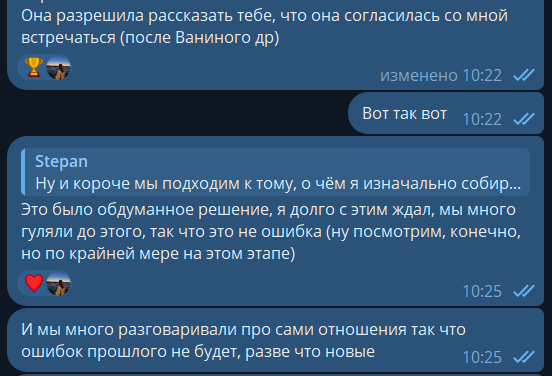 Она разрешила рассказать тебе, что она согласилась со мной
встречаться (после Ваниного др)
изменено 10:22
Вот так вот 10:22
Stepan
Ну и короче мы подходим к тому, о чём я изначально собир...
Это было обдуманное решение, я долго с этим ждал, мы много
гуляли до этого, так что это не ошибка (ну посмотрим, конечно,
но по крайней мере на этом этапе)
10:25
И мы много разговаривали про сами отношения так что
ошибок прошлого не будет, разве что новые 10:25